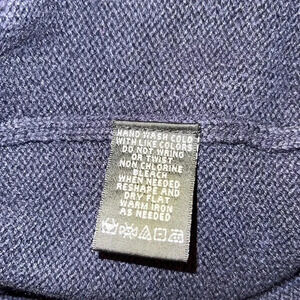 HAND WASH COLD
WITH LIKE COLORS
DO NOT WRING
OR TWIST
NON CHLORINE
BLEACH
WHEN NEEDED
RESHAPE AND
DRY FLAT
WARM IRON
AS NEEDED